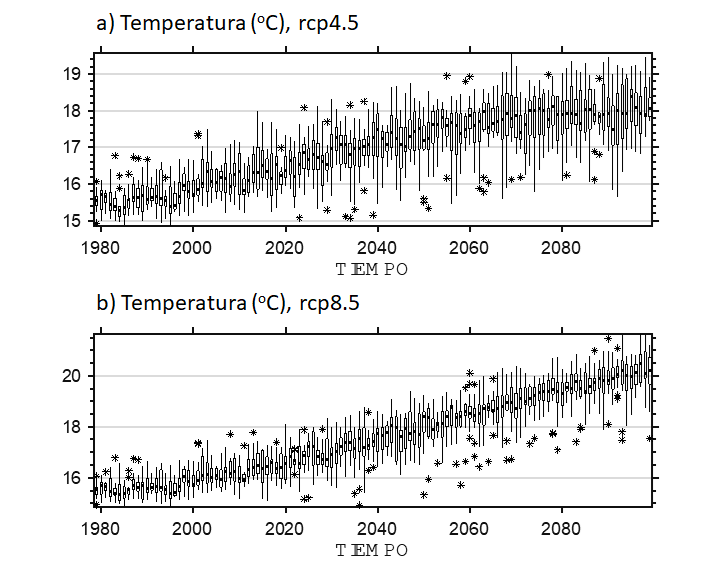 a) Temperatura (ºC), rcp4.5
19
18
17
16
15
1980 2000 2020 2040 2060 2080
TIEMPO
b) Temperatura (ºC), rcp8.5
20
18
16
1980 2000 2020 2040 2060 2080
TIEMPO